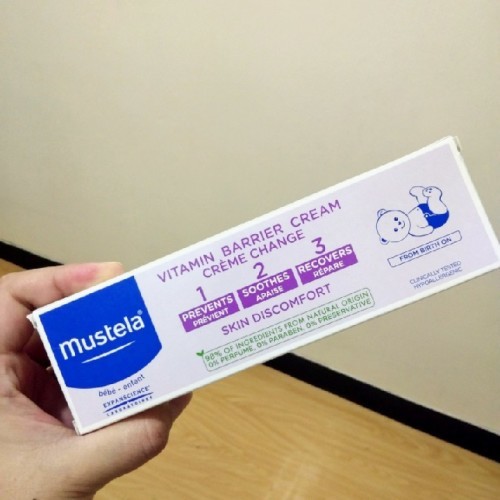 mustela®
bébé - enfant
EXPANSCIENCE®
LABORATOIRES
VITAMIN BARRIER CREAM
CRÈME CHANGE
1 2 3
PREVENTS SOOTHES RECOVERS
PRÉVIENT APAISE RÉPARE
SKIN DISCOMFORT
98% OF INGREDIENTS FROM NATURAL ORIGIN
0% PERFUME, 0% PARABEN, 0% PRESERVATIVE
FROM BIRTH ON
CLINICALLY TESTED
HYPOALLERGENIC